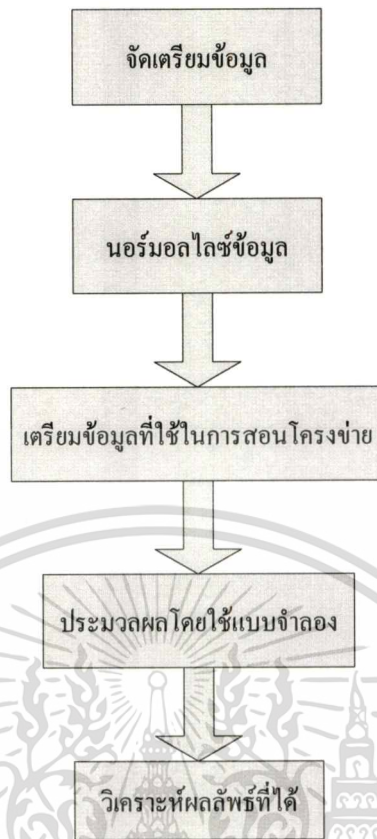 จัดเตรียมข้อมูล
นอร์มอลไลซ์ข้อมูล
เตรียมข้อมูลที่ใช้ในการสอนโครงข่าย
ประมวลผลโดยใช้แบบจำลอง
วิเคราะห์ผลลัพธ์ที่ได้